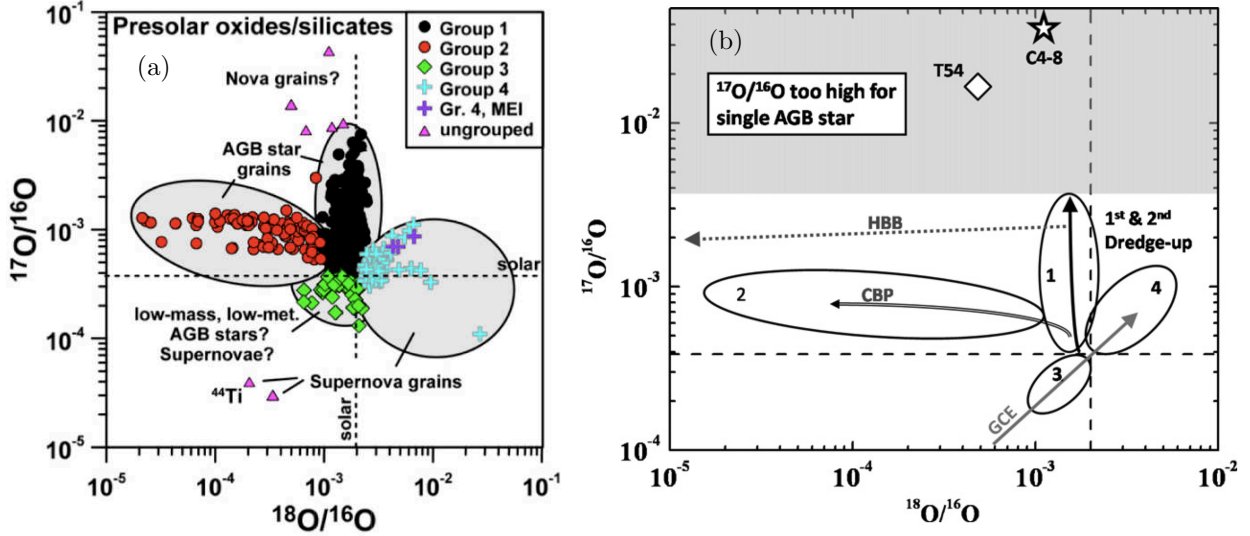 (a)
Presolar oxides/silicates
Group 1
Group 2
Group 3
Group 4
Gr. 4, MEI
ungrouped
Nova grains?
AGB star
grains
solar
low-mass, low-met.
AGB stars?
Supernovae?
⁴⁴Ti
Supernova grains
solar
10⁻¹
10⁻²
10⁻³
10⁻⁴
10⁻⁵
¹⁷O/¹⁶O
10⁻⁵
10⁻⁴
10⁻³
10⁻²
10⁻¹
¹⁸O/¹⁶O
(b)
C4-8
T54
¹⁷O/¹⁶O too high for
single AGB star
HBB
1ˢᵗ & 2ⁿᵈ
Dredge-up
1
2
CBP
4
3
GCE
10⁻²
10⁻³
10⁻⁴
¹⁷O/¹⁶O
10⁻⁵
10⁻⁴
10⁻³
10⁻²
¹⁸O/¹⁶O